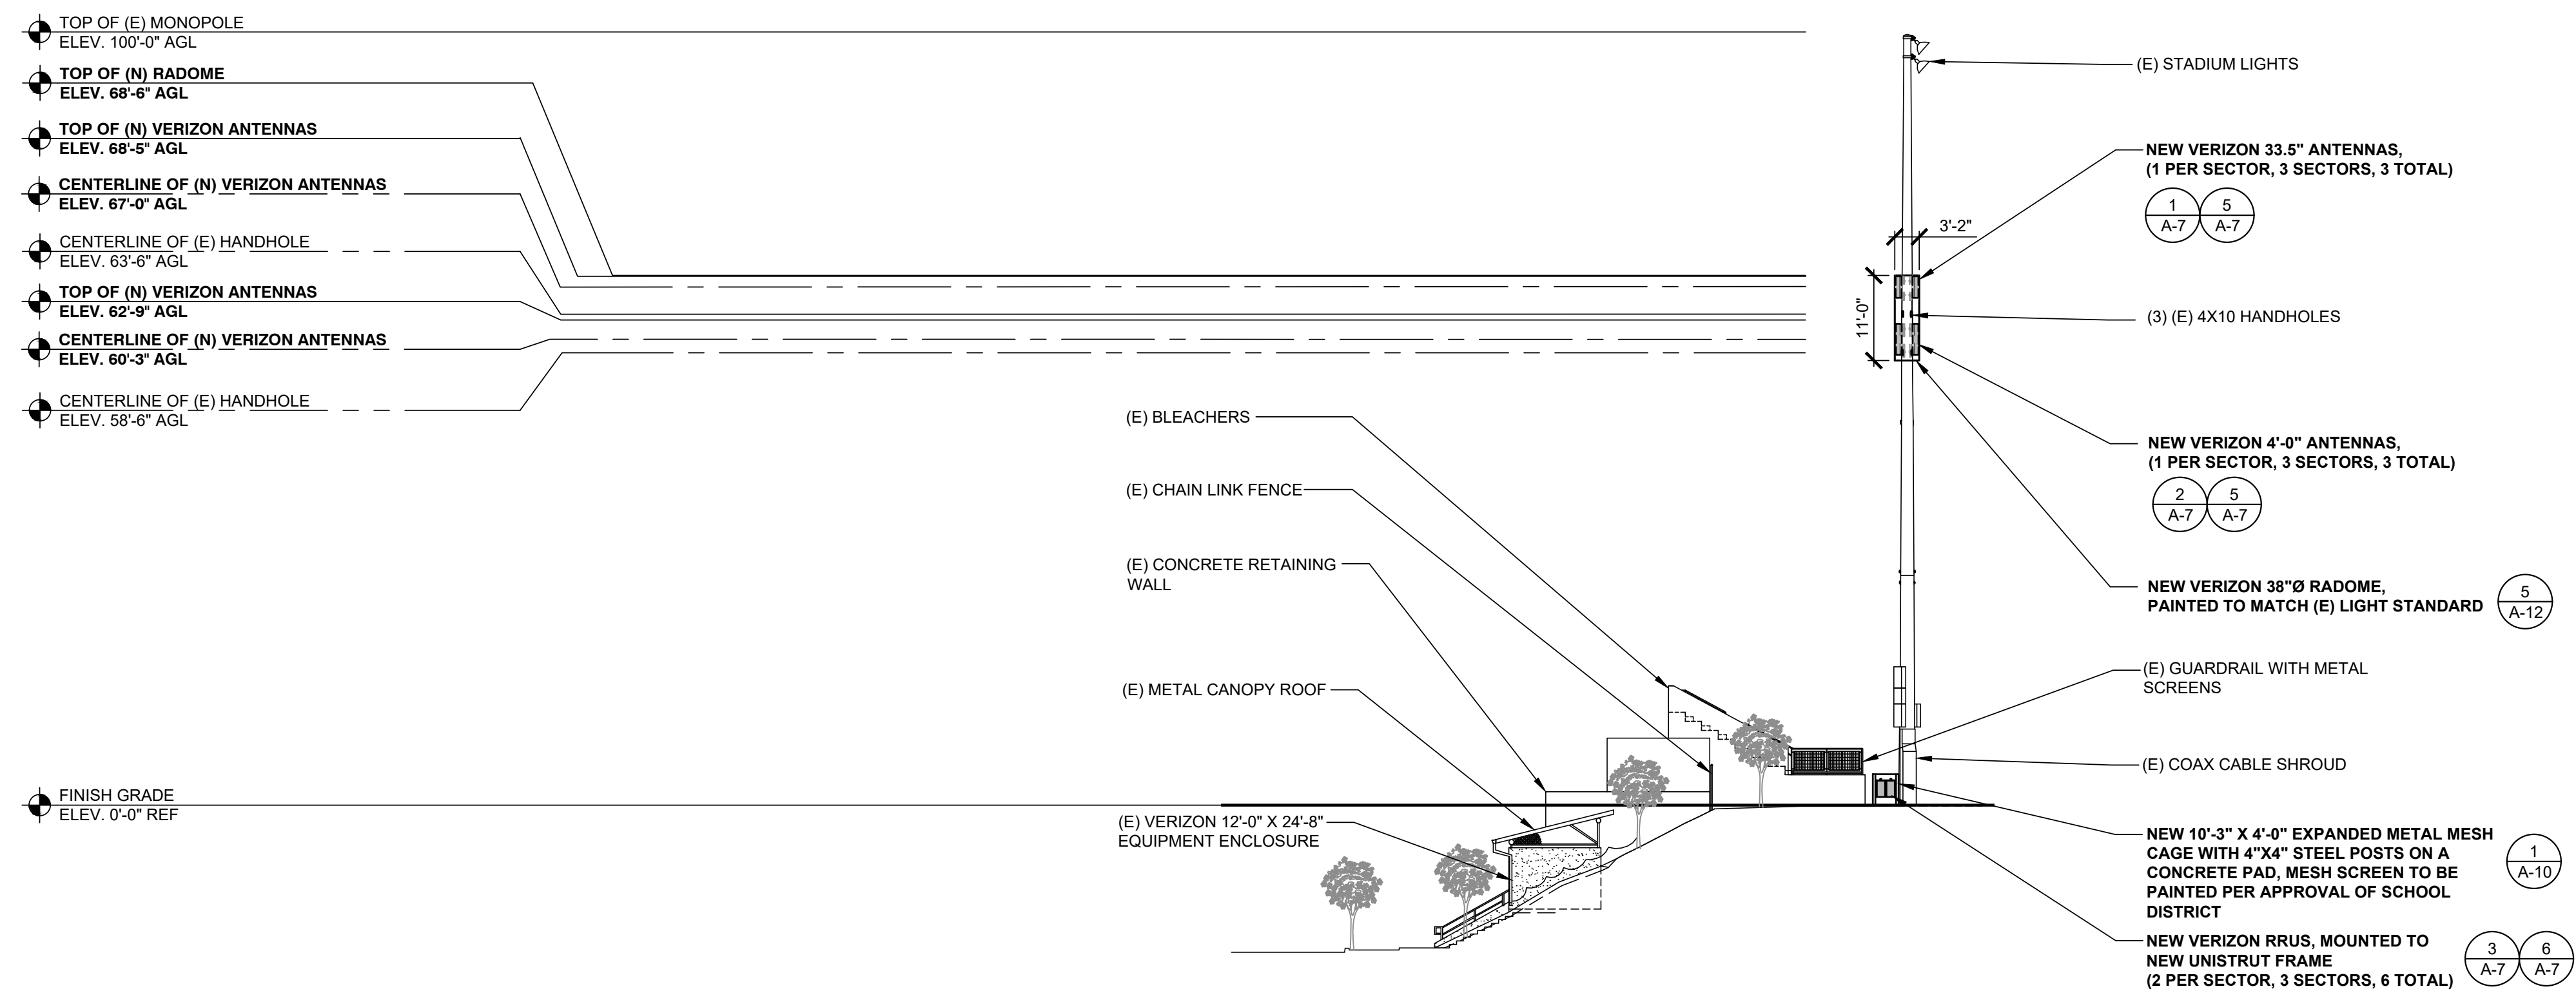 TOP OF (E) MONOPOLE
ELEV. 100'-0" AGL
TOP OF (N) RADOME
ELEV. 68'-6" AGL
TOP OF (N) VERIZON ANTENNAS
ELEV. 68'-5" AGL
CENTERLINE OF (N) VERIZON ANTENNAS
ELEV. 67'-0" AGL
CENTERLINE OF (E) HANDHOLE
ELEV. 63'-6" AGL
TOP OF (N) VERIZON ANTENNAS
ELEV. 62'-9" AGL
CENTERLINE OF (N) VERIZON ANTENNAS
ELEV. 60'-3" AGL
CENTERLINE OF (E) HANDHOLE
ELEV. 58'-6" AGL
FINISH GRADE
ELEV. 0'-0" REF
(E) BLEACHERS
(E) CHAIN LINK FENCE
(E) CONCRETE RETAINING
WALL
(E) METAL CANOPY ROOF
(E) VERIZON 12'-0" X 24'-8"
EQUIPMENT ENCLOSURE
3'-2"
11'-0"
(E) STADIUM LIGHTS
NEW VERIZON 33.5" ANTENNAS,
(1 PER SECTOR, 3 SECTORS, 3 TOTAL)
1 5
A-7 A-7
(3) (E) 4X10 HANDHOLES
NEW VERIZON 4'-0" ANTENNAS,
(1 PER SECTOR, 3 SECTORS, 3 TOTAL)
2 5
A-7 A-7
NEW VERIZON 38"Ø RADOME,
PAINTED TO MATCH (E) LIGHT STANDARD
5
A-12
(E) GUARDRAIL WITH METAL
SCREENS
(E) COAX CABLE SHROUD
NEW 10'-3" X 4'-0" EXPANDED METAL MESH
CAGE WITH 4"X4" STEEL POSTS ON A
CONCRETE PAD, MESH SCREEN TO BE
PAINTED PER APPROVAL OF SCHOOL
DISTRICT
1
A-10
NEW VERIZON RRUS, MOUNTED TO
NEW UNISTRUT FRAME
(2 PER SECTOR, 3 SECTORS, 6 TOTAL)
3 6
A-7 A-7